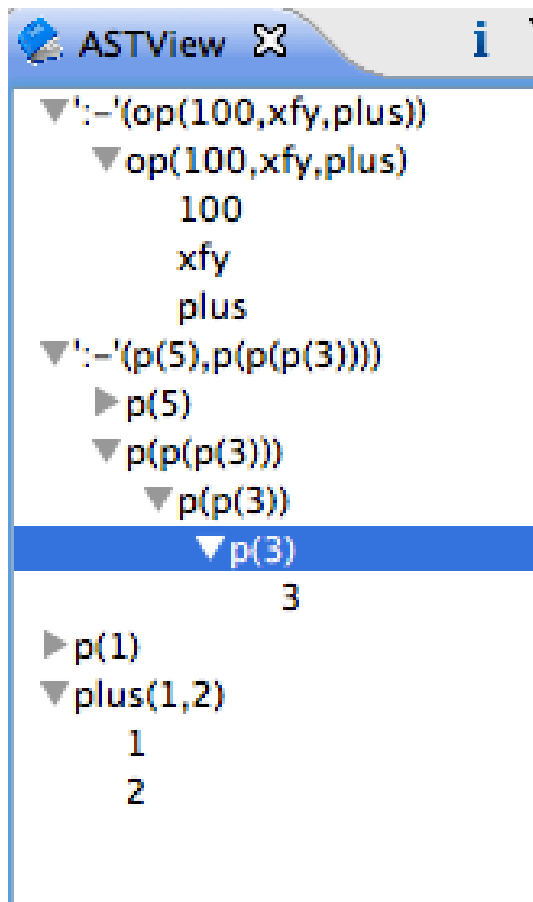 ASTView i
':-'(op(100,xfy,plus))
op(100,xfy,plus)
100
xfy
plus
':-'(p(5),p(p(p(3))))
p(5)
p(p(p(3)))
p(p(3))
p(3)
3
p(1)
plus(1,2)
1
2